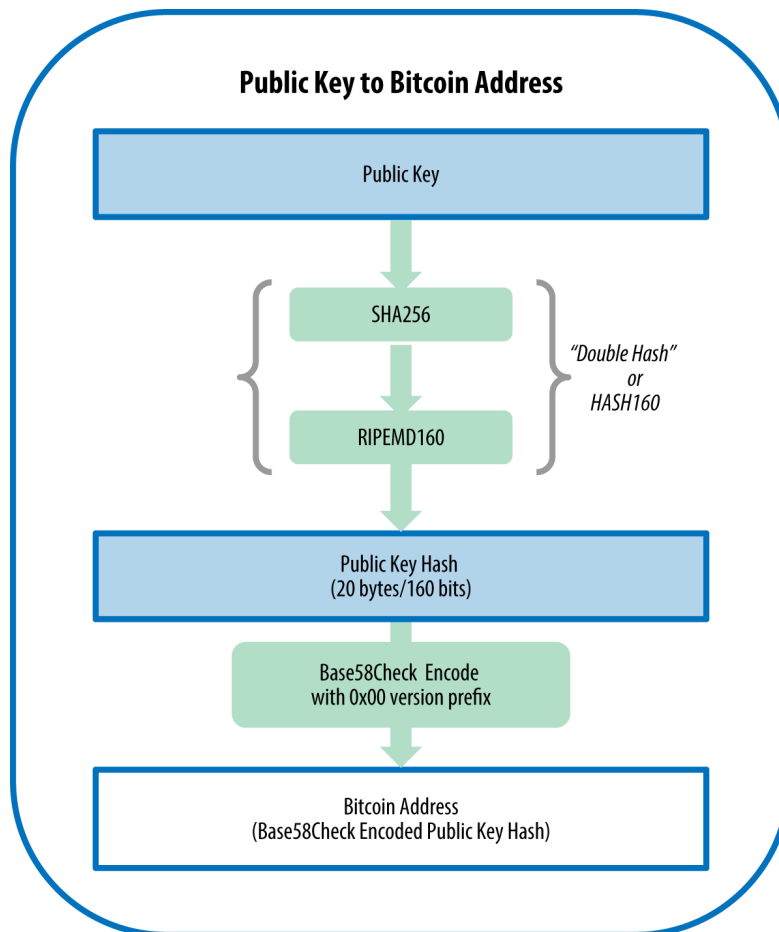 Public Key to Bitcoin Address
Public Key
SHA256
“Double Hash”
or
HASH160
RIPEMD160
Public Key Hash
(20 bytes/160 bits)
Base58Check Encode
with 0x00 version prefix
Bitcoin Address
(Base58Check Encoded Public Key Hash)